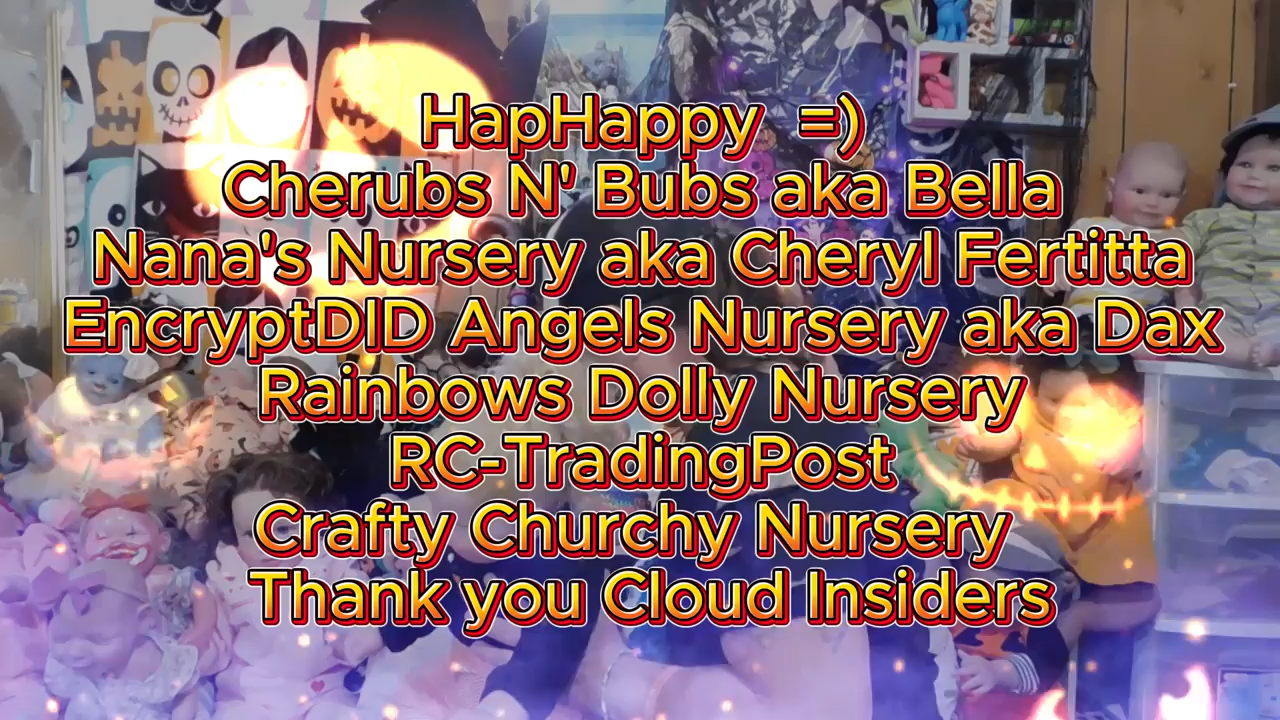 HapHappy =)
Cherubs N' Bubs aka Bella
Nana's Nursery aka Cheryl Fertitta
EncryptDID Angels Nursery aka Dax
Rainbows Dolly Nursery
RC-TradingPost
Crafty Churchy Nursery
Thank you Cloud Insiders